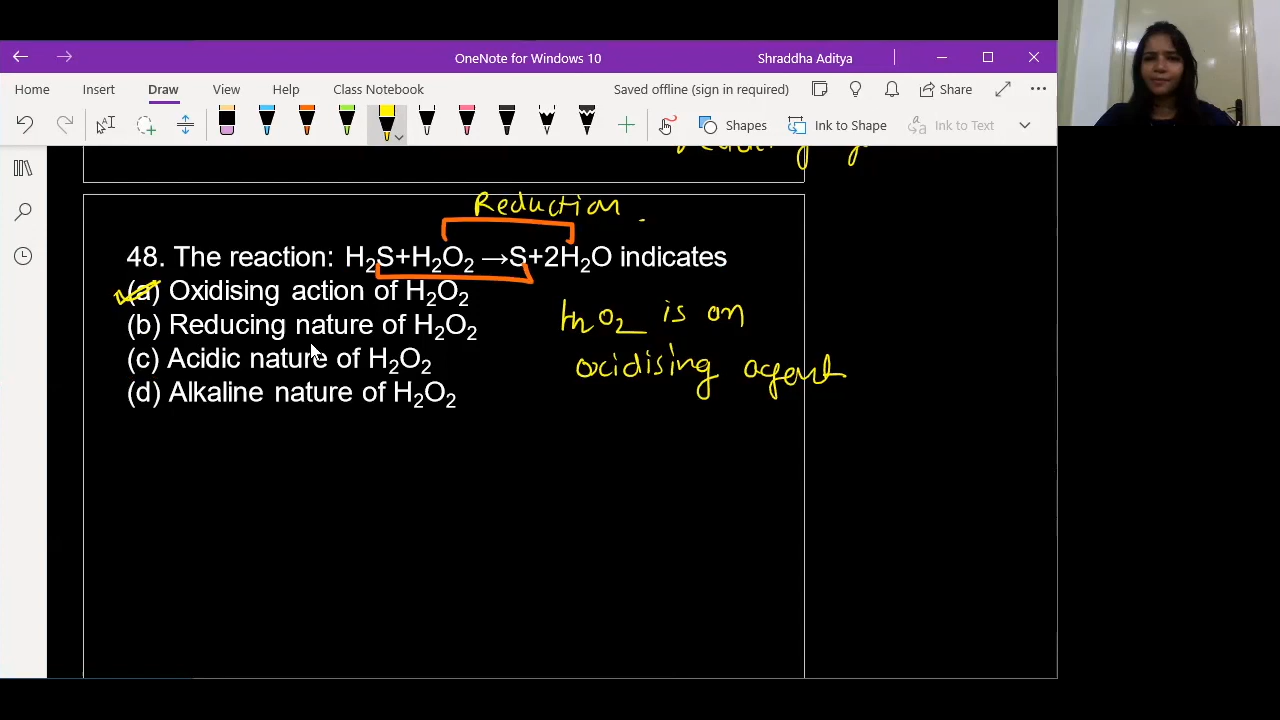 OneNote for Windows 10
Shraddha Aditya
Home Insert Draw View Help Class Notebook
Saved offline (sign in required)
Share
Shapes
Ink to Shape
Ink to Text
Reduction
48. The reaction: H₂S+H₂O₂ →S+2H₂O indicates
(a) Oxidising action of H₂O₂
(b) Reducing nature of H₂O₂
(c) Acidic nature of H₂O₂
(d) Alkaline nature of H₂O₂
H₂O₂ is an
oxidising agent